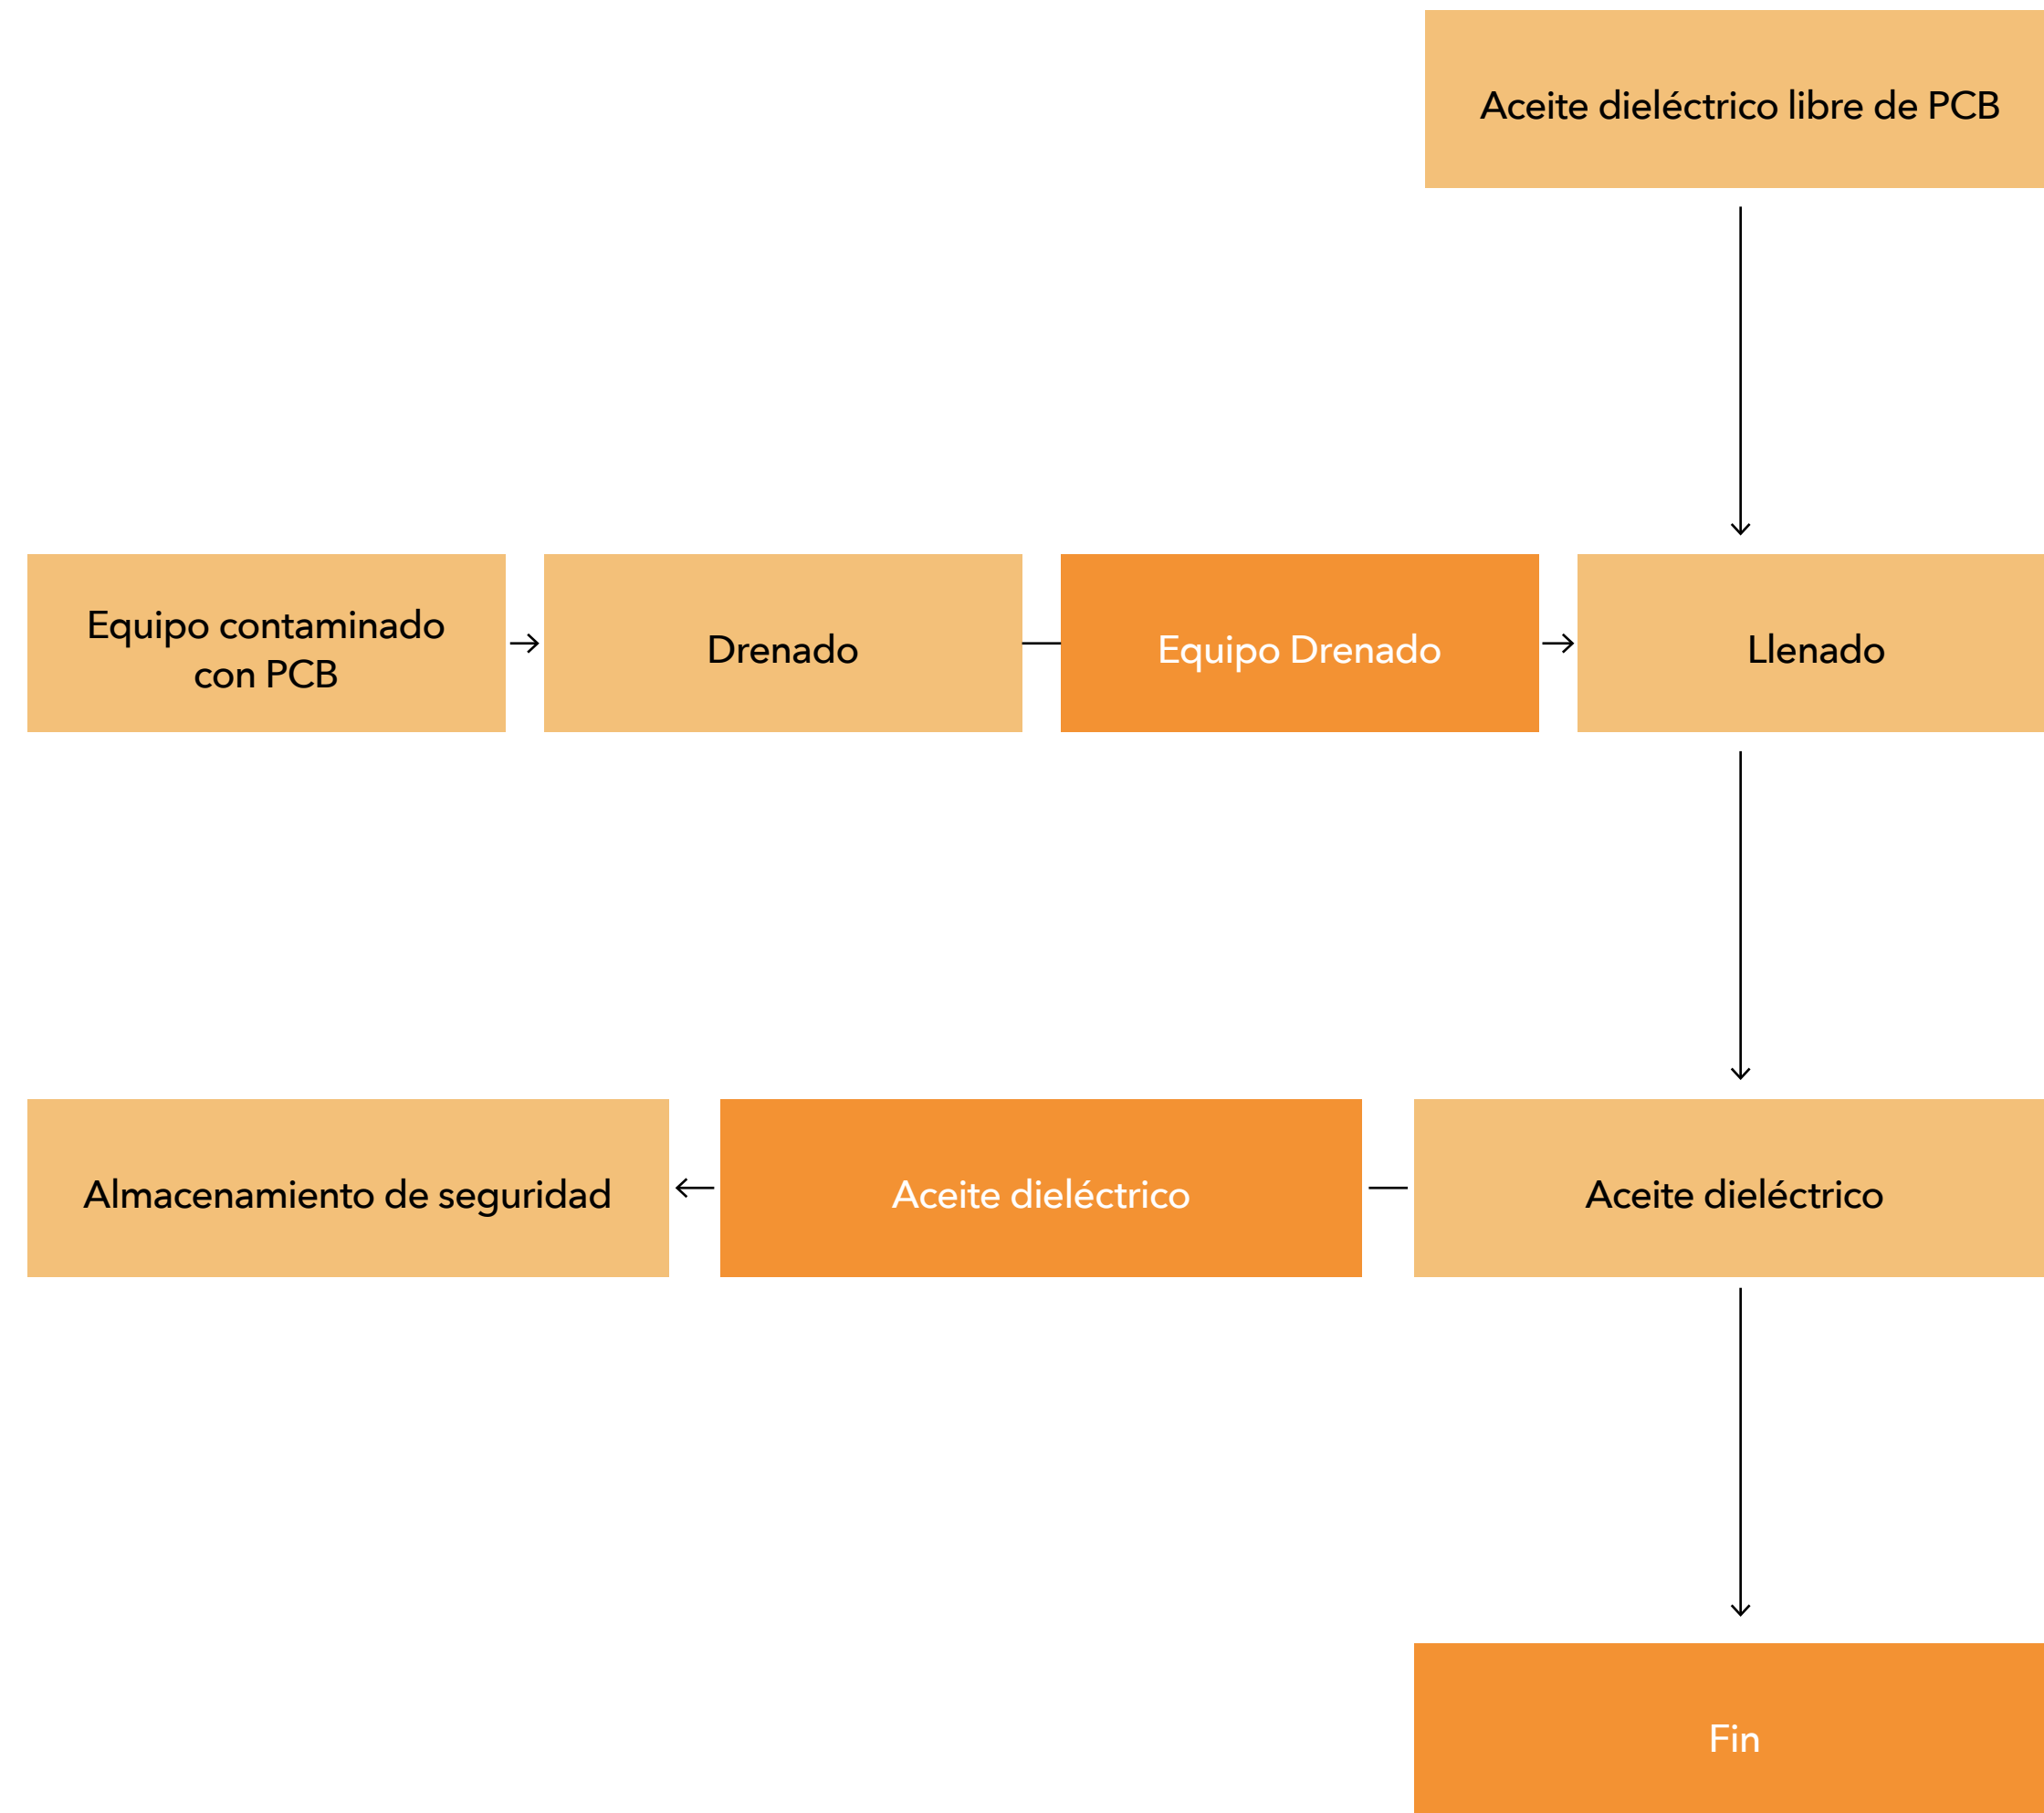 Aceite dieléctrico libre de PCB
Equipo contaminado
con PCB
Drenado
Equipo Drenado
Llenado
Almacenamiento de seguridad
Aceite dieléctrico
Aceite dieléctrico
Fin